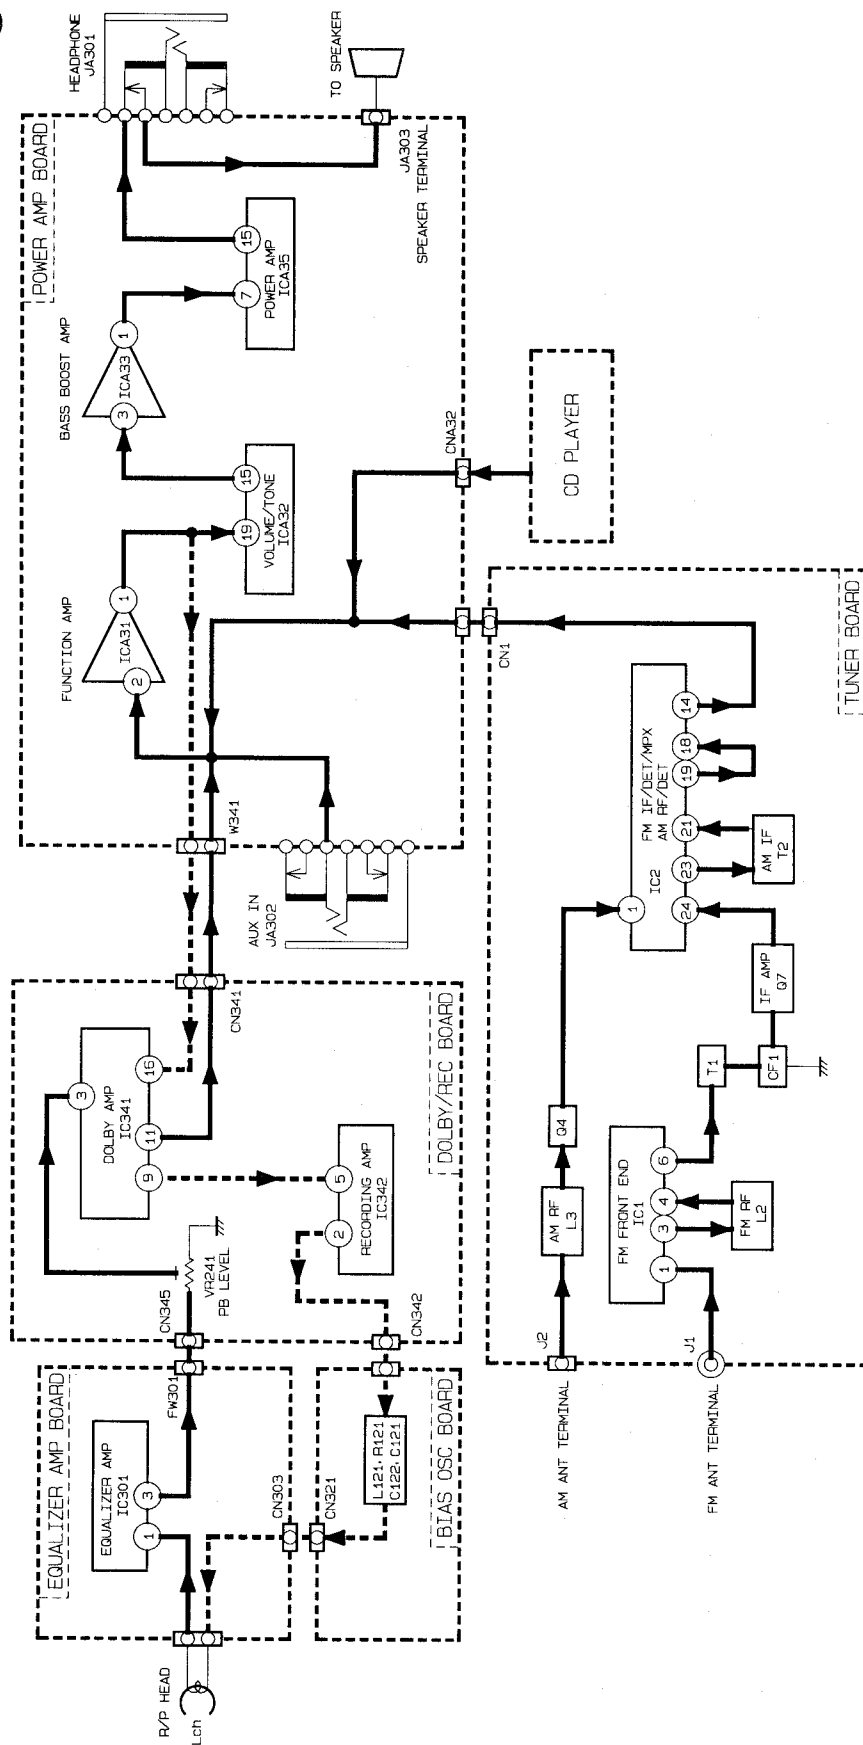 R/P HEAD
Lch
EQUALIZER AMP BOARD
EQUALIZER AMP
IC301
1
3
FW301
CN303
CN321
BIAS OSC BOARD
L121, R121
C122, C121
CN345
CN342
VR241
PB LEVEL
DOLBY AMP
IC341
3
9
11
16
RECORDING AMP
IC342
2
5
DOLBY/REC BOARD
CN341
W341
AUX IN
JA302
POWER AMP BOARD
FUNCTION AMP
ICA31
2
1
VOLUME/TONE
ICA32
19
15
BASS BOOST AMP
ICA33
3
1
POWER AMP
ICA35
7
15
HEADPHONE
JA301
TO SPEAKER
JA303
SPEAKER TERMINAL
CNA32
CD PLAYER
CN1
TUNER BOARD
AM ANT TERMINAL
J2
FM ANT TERMINAL
J1
AM RF
L3
Q4
FM FRONT END
IC1
1
3
4
6
FM RF
L2
T1
CF1
IF AMP
Q7
FM IF/DET/MPX
AM RF/DET
IC2
1
24
23
21
19
18
14
AM IF
T2